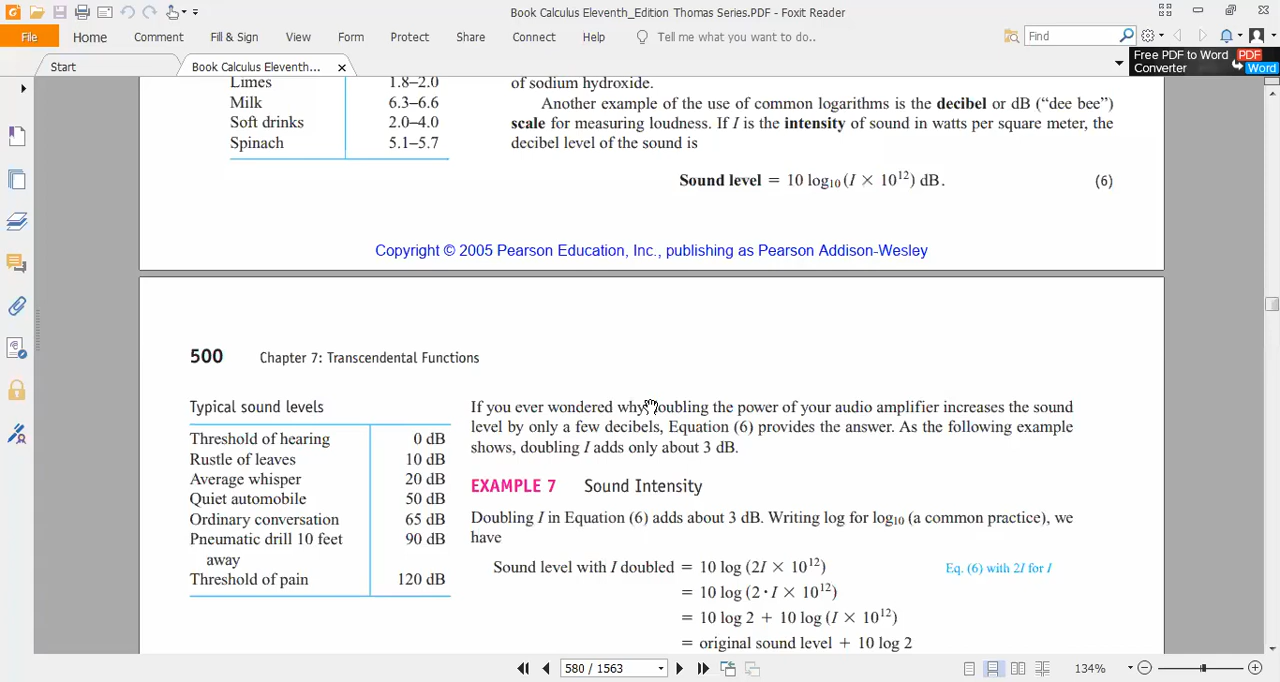 Book Calculus Eleventh_Edition Thomas Series.PDF - Foxit Reader
File Home Comment Fill & Sign View Form Protect Share Connect Help Tell me what you want to do.. Find
Start Book Calculus Eleventh... Free PDF to Word Converter PDF Word
Limes 1.8–2.0
Milk 6.3–6.6
Soft drinks 2.0–4.0
Spinach 5.1–5.7
of sodium hydroxide.
Another example of the use of common logarithms is the decibel or dB (“dee bee”)
scale for measuring loudness. If I is the intensity of sound in watts per square meter, the
decibel level of the sound is
Sound level = 10 log₁₀ (I × 10¹²) dB. (6)
Copyright © 2005 Pearson Education, Inc., publishing as Pearson Addison-Wesley
500 Chapter 7: Transcendental Functions
Typical sound levels
Threshold of hearing 0 dB
Rustle of leaves 10 dB
Average whisper 20 dB
Quiet automobile 50 dB
Ordinary conversation 65 dB
Pneumatic drill 10 feet 90 dB
away
Threshold of pain 120 dB
If you ever wondered why doubling the power of your audio amplifier increases the sound
level by only a few decibels, Equation (6) provides the answer. As the following example
shows, doubling I adds only about 3 dB.
EXAMPLE 7 Sound Intensity
Doubling I in Equation (6) adds about 3 dB. Writing log for log₁₀ (a common practice), we
have
Sound level with I doubled = 10 log (2I × 10¹²) Eq. (6) with 2I for I
= 10 log (2 · I × 10¹²)
= 10 log 2 + 10 log (I × 10¹²)
= original sound level + 10 log 2
580 / 1563 134%